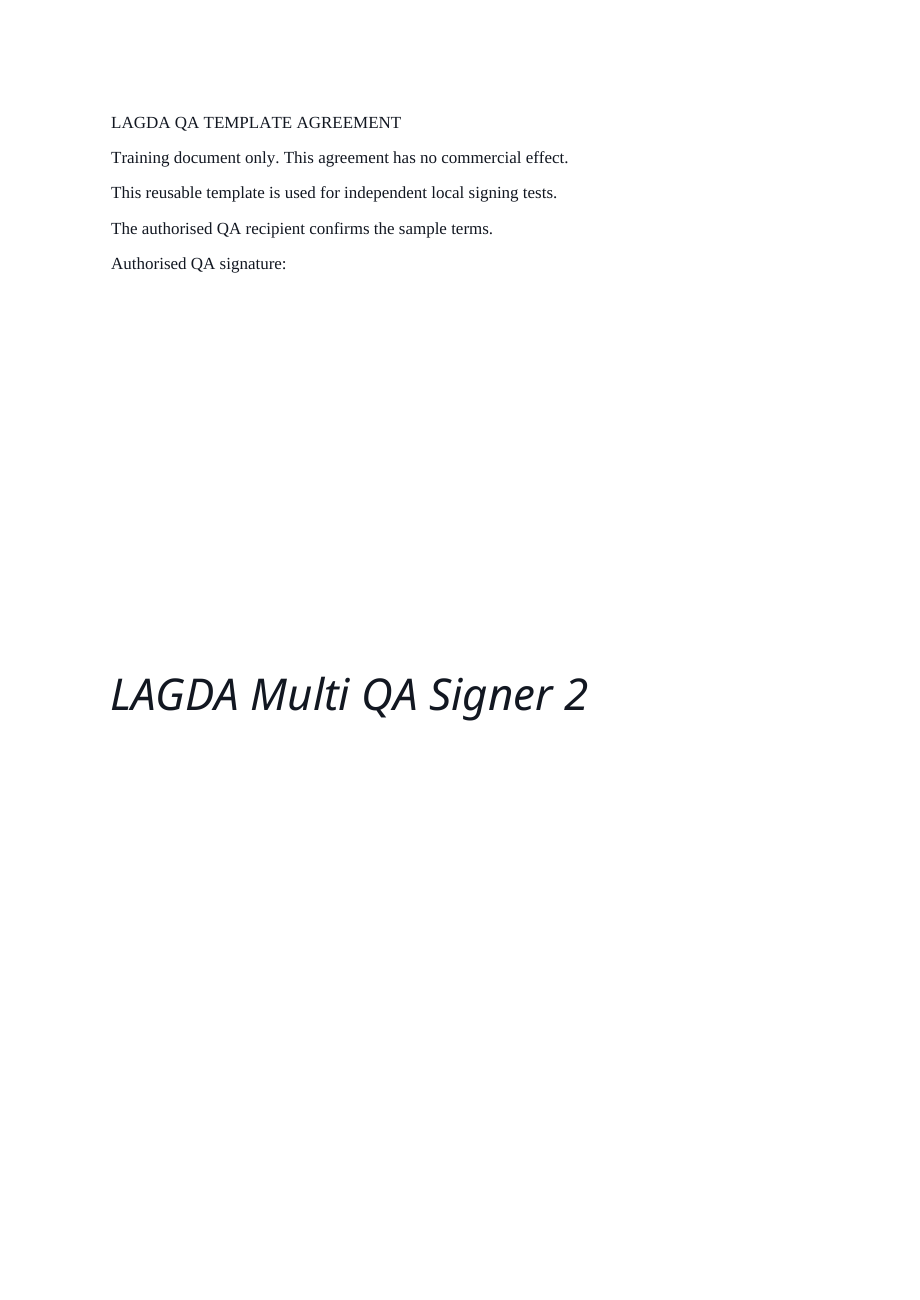 LAGDA QA TEMPLATE AGREEMENT
Training document only. This agreement has no commercial effect.
This reusable template is used for independent local signing tests.
The authorised QA recipient confirms the sample terms.
Authorised QA signature:
LAGDA Multi QA Signer 2